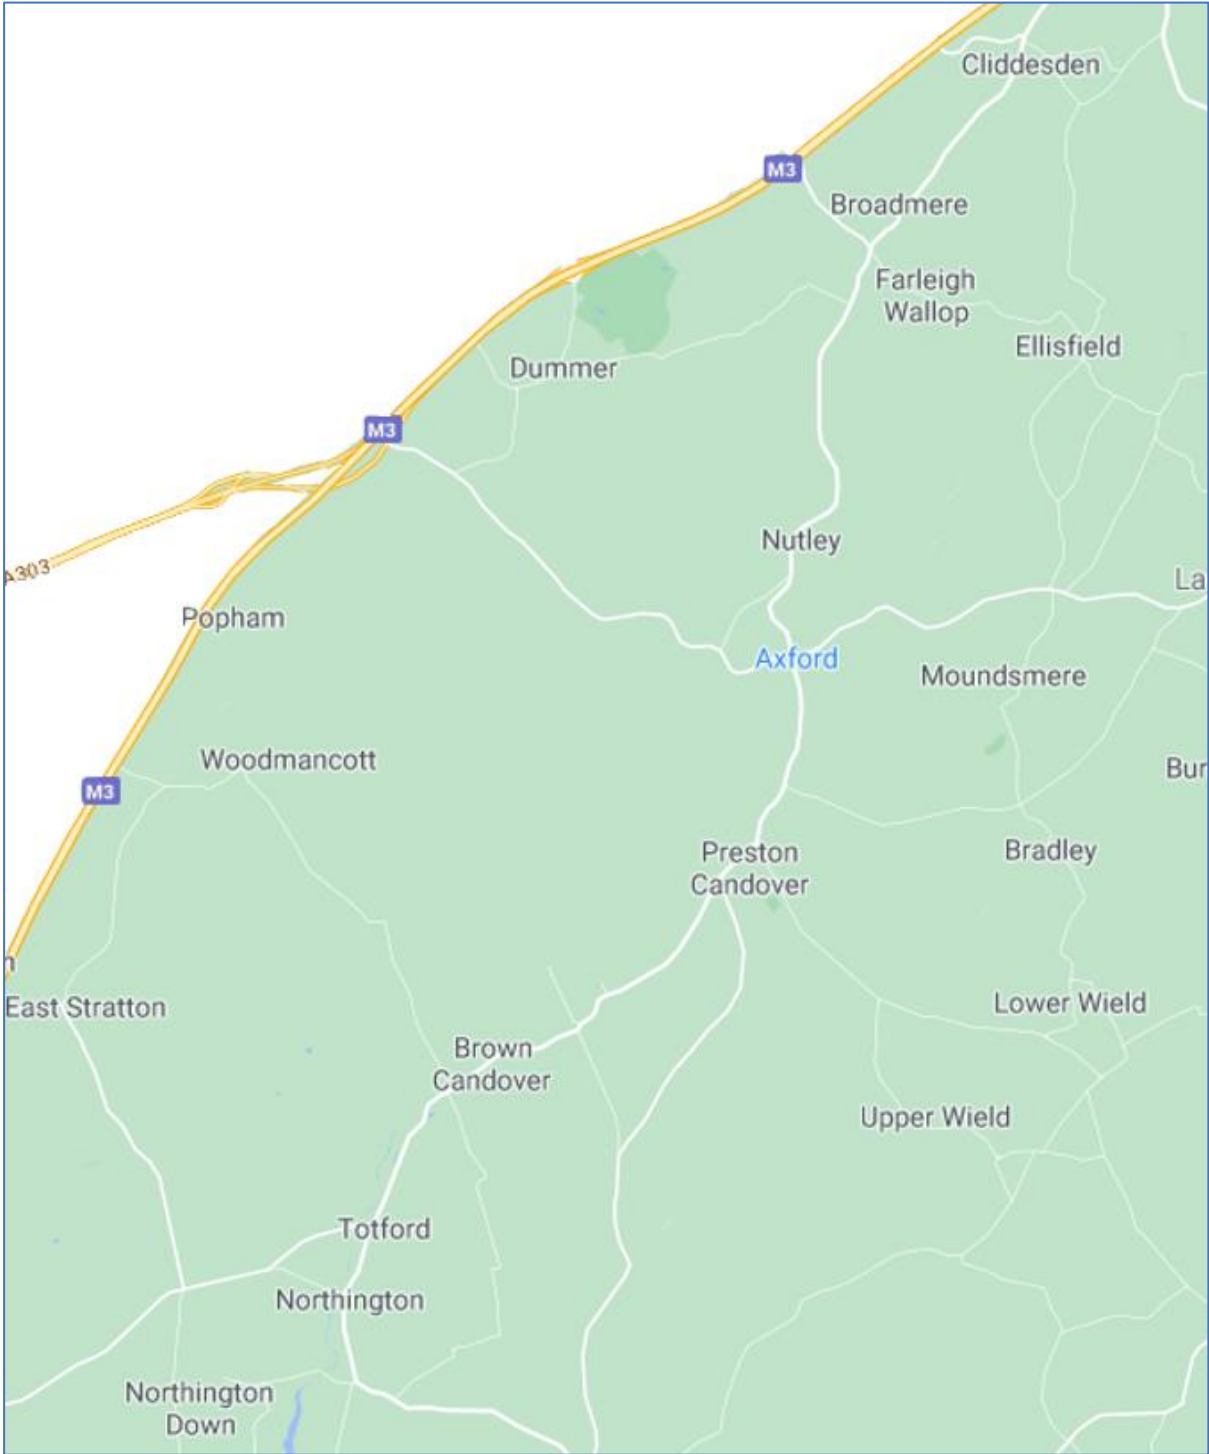 Cliddesden
M3
Broadmere
Farleigh
Wallop
Ellisfield
Dummer
M3
Nutley
A303
La
Popham
Axford
Moundsmere
Woodmancott
Bur
M3
Preston
Candover
Bradley
n
East Stratton
Lower Wield
Brown
Candover
Upper Wield
Totford
Northington
Northington
Down